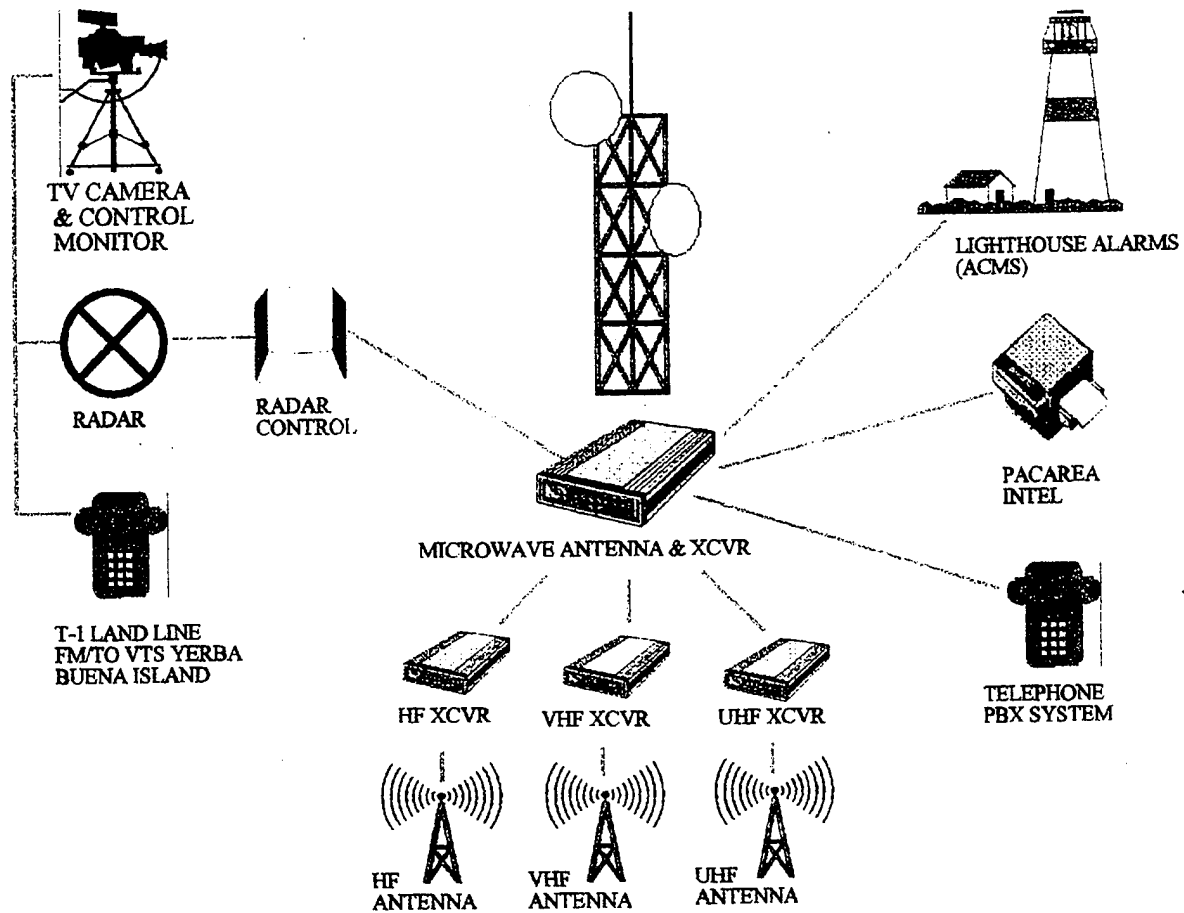 TV CAMERA
& CONTROL
MONITOR
LIGHTHOUSE ALARMS
(ACMS)
RADAR
RADAR
CONTROL
PACAREA
INTEL
MICROWAVE ANTENNA & XCVR
T-1 LAND LINE
FM/TO VTS YERBA
BUENA ISLAND
HF XCVR
VHF XCVR
UHF XCVR
TELEPHONE
PBX SYSTEM
HF
ANTENNA
VHF
ANTENNA
UHF
ANTENNA